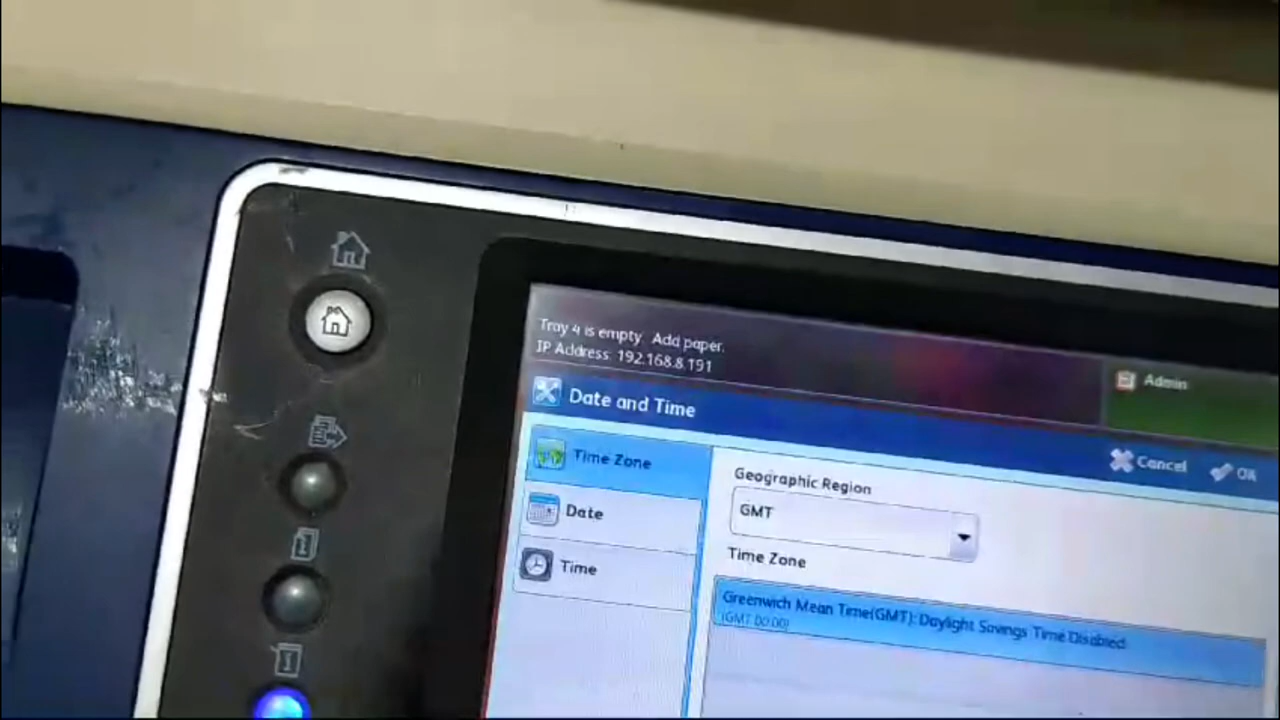 Tray 4 is empty. Add paper.
IP Address: 192.168.8.191
Admin
Date and Time
Cancel
OK
Time Zone
Date
Time
Geographic Region
GMT
Time Zone
Greenwich Mean Time(GMT): Daylight Savings Time Disabled
(GMT 00:00)